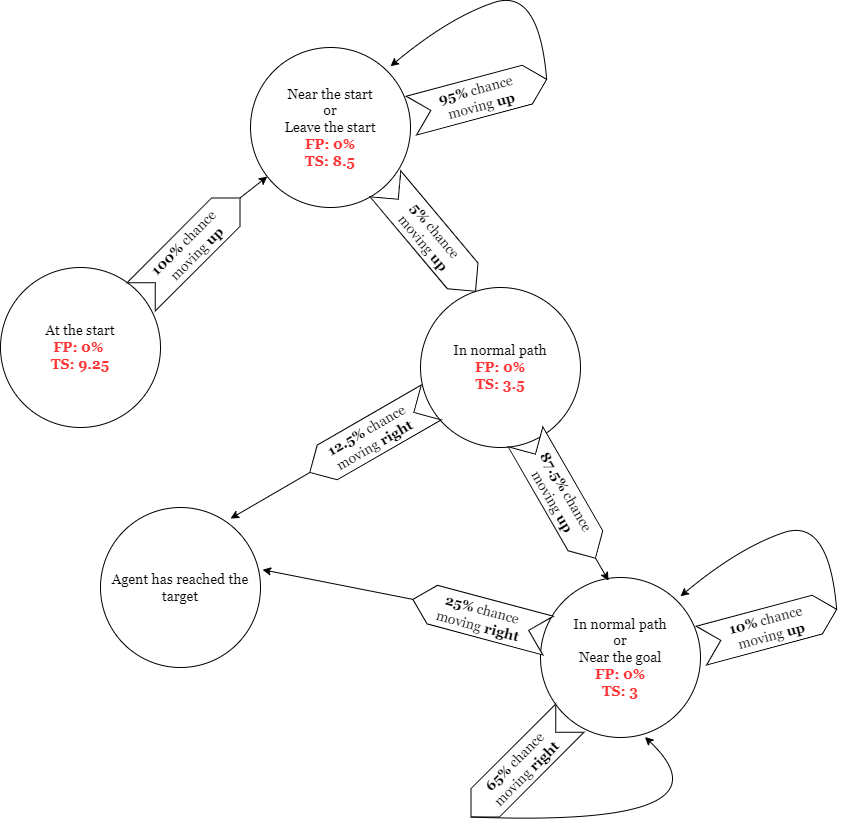 Near the start
or
Leave the start
FP: 0%
TS: 8.5
95% chance
moving up
100% chance
moving up
5% chance
moving up
At the start
FP: 0%
TS: 9.25
In normal path
FP: 0%
TS: 3.5
12.5% chance
moving right
87.5% chance
moving up
Agent has reached the
target
25% chance
moving right
In normal path
or
Near the goal
FP: 0%
TS: 3
10% chance
moving up
65% chance
moving right